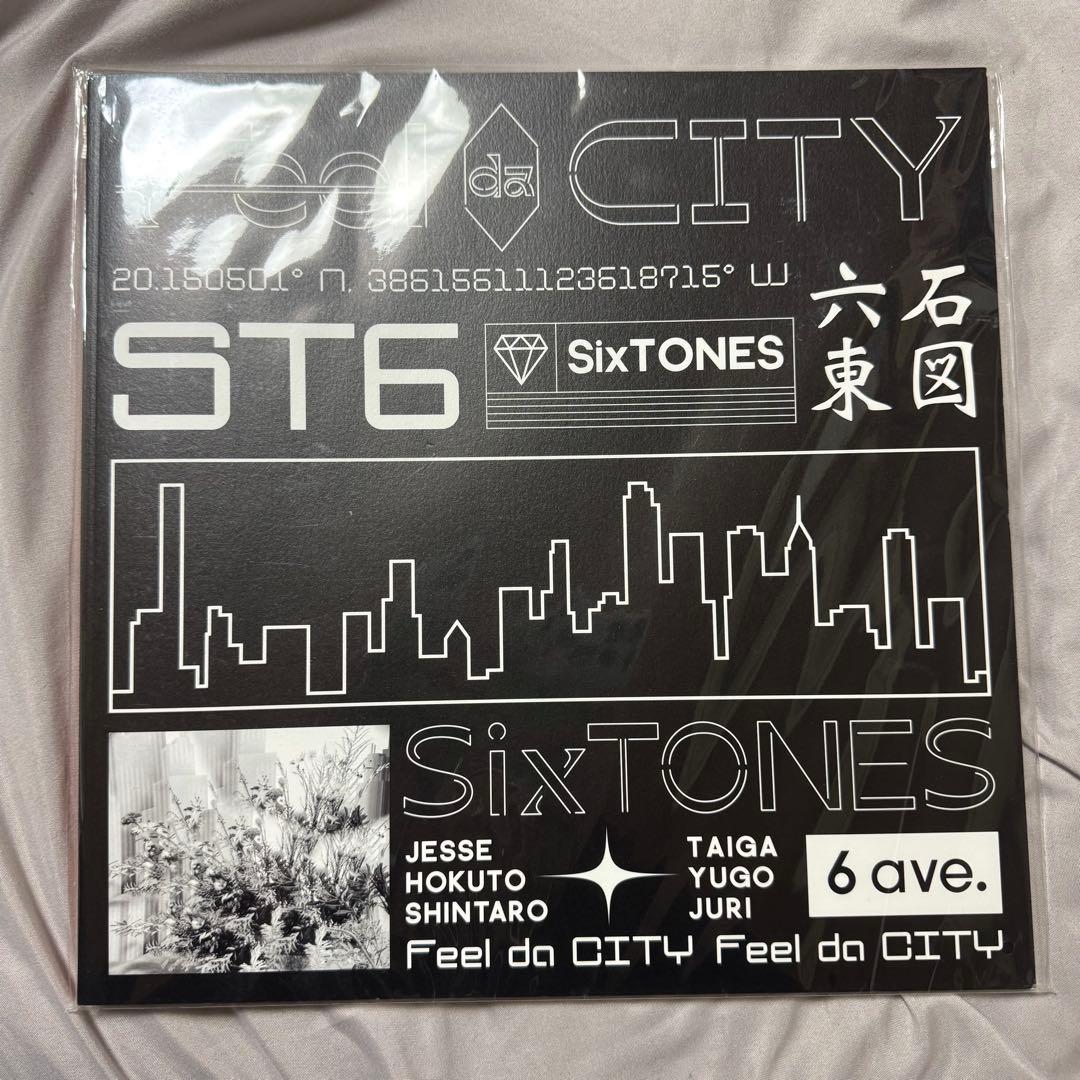 Feel da CITY
20.150501° N, 38615611123618715° W
ST6
SixTONES
六 石
東 図
SixTONES
JESSE
HOKUTO
SHINTARO
TAIGA
YUGO
JURI
6 ave.
Feel da CITY Feel da CITY